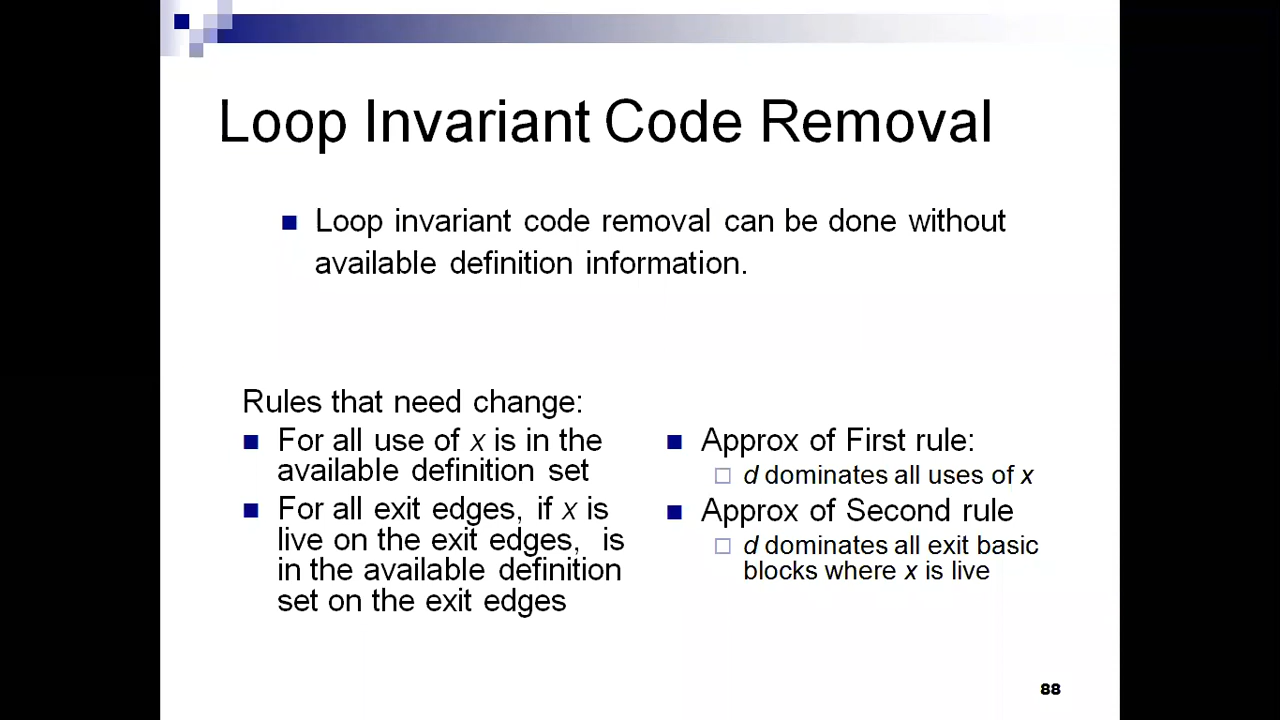 Loop Invariant Code Removal
Loop invariant code removal can be done without
available definition information.
Rules that need change:
For all use of x is in the
available definition set
For all exit edges, if x is
live on the exit edges, is
in the available definition
set on the exit edges
Approx of First rule:
d dominates all uses of x
Approx of Second rule
d dominates all exit basic
blocks where x is live
88